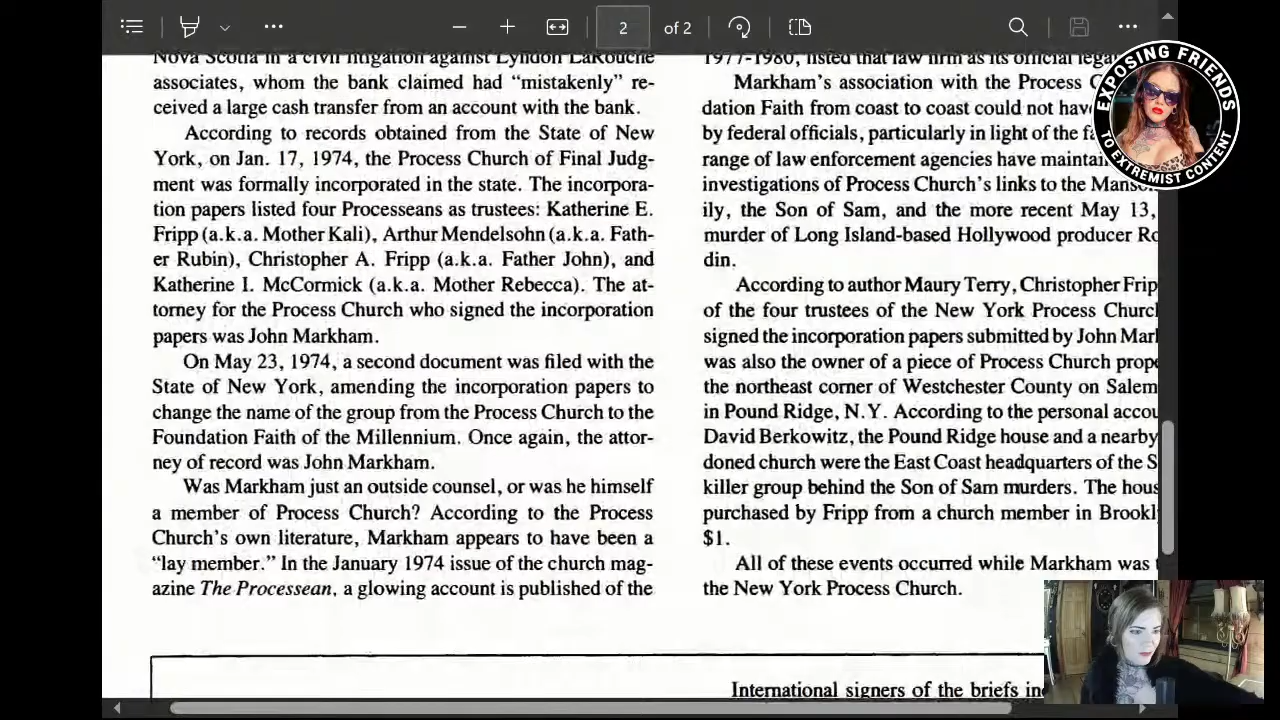 2 of 2
Nova Scotia in a civil litigation against Lyndon LaRouche
associates, whom the bank claimed had “mistakenly” re-
ceived a large cash transfer from an account with the bank.
According to records obtained from the State of New
York, on Jan. 17, 1974, the Process Church of Final Judg-
ment was formally incorporated in the state. The incorpora-
tion papers listed four Processeans as trustees: Katherine E.
Fripp (a.k.a. Mother Kali), Arthur Mendelsohn (a.k.a. Fath-
er Rubin), Christopher A. Fripp (a.k.a. Father John), and
Katherine I. McCormick (a.k.a. Mother Rebecca). The at-
torney for the Process Church who signed the incorporation
papers was John Markham.
On May 23, 1974, a second document was filed with the
State of New York, amending the incorporation papers to
change the name of the group from the Process Church to the
Foundation Faith of the Millennium. Once again, the attor-
ney of record was John Markham.
Was Markham just an outside counsel, or was he himself
a member of Process Church? According to the Process
Church’s own literature, Markham appears to have been a
“lay member.” In the January 1974 issue of the church mag-
azine The Processean, a glowing account is published of the
1977-1980, listed that law firm as its official legal
Markham’s association with the Process C
dation Faith from coast to coast could not have
by federal officials, particularly in light of the fa
range of law enforcement agencies have maintai
investigations of Process Church’s links to the Manson
ily, the Son of Sam, and the more recent May 13,
murder of Long Island-based Hollywood producer Ro
din.
According to author Maury Terry, Christopher Frip
of the four trustees of the New York Process Church
signed the incorporation papers submitted by John Mark
was also the owner of a piece of Process Church prope
the northeast corner of Westchester County on Salem
in Pound Ridge, N.Y. According to the personal accou
David Berkowitz, the Pound Ridge house and a nearby
doned church were the East Coast headquarters of the S
killer group behind the Son of Sam murders. The hous
purchased by Fripp from a church member in Brookly
$1.
All of these events occurred while Markham was
the New York Process Church.
International signers of the briefs in
EXPOSING FRIENDS
TO EXTREMIST CONTENT